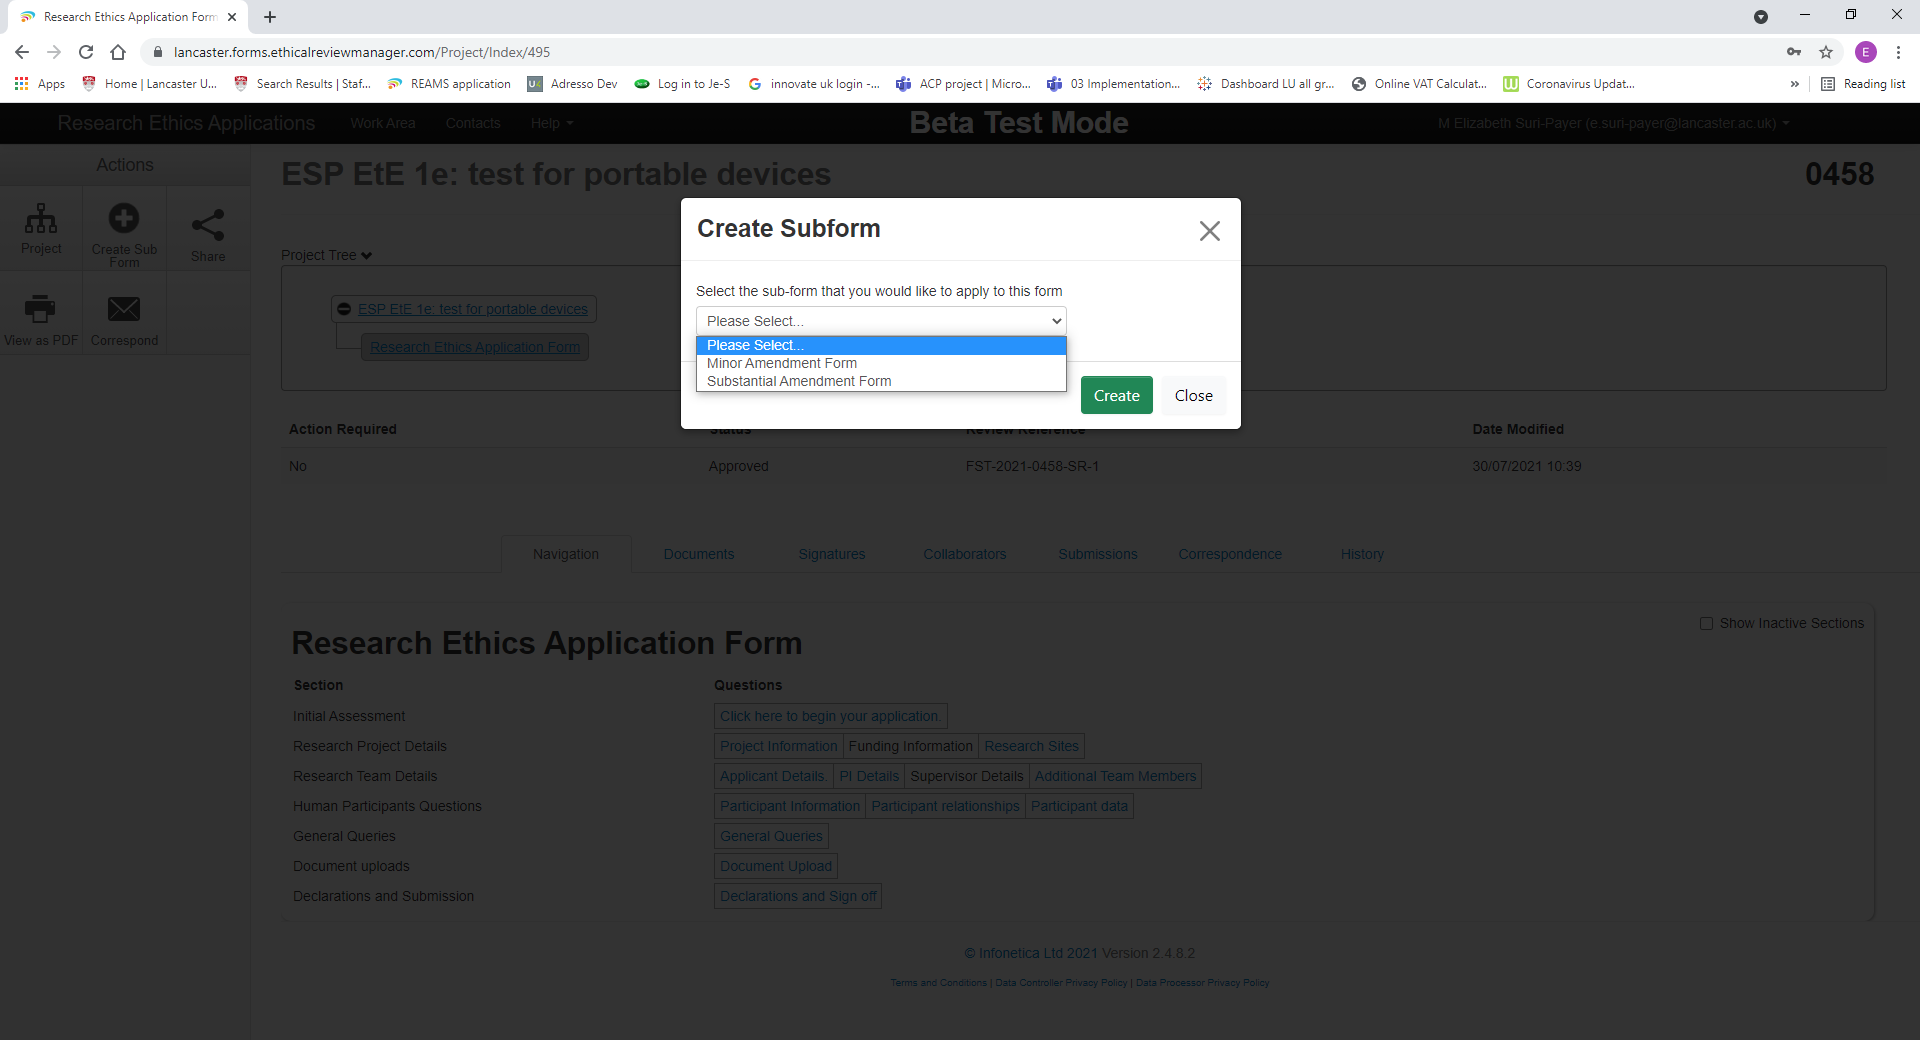 Research Ethics Application Form
lancaster.forms.ethicalreviewmanager.com/Project/Index/495
E
Apps Home | Lancaster U... Search Results | Staf... REAMS application Adresso Dev Log in to Je-S innovate uk login -... ACP project | Micro... 03 Implementation... Dashboard LU all gr... Online VAT Calculat... Coronavirus Updat... » Reading list
Research Ethics Applications Work Area Contacts Help Beta Test Mode M Elizabeth Suri-Payer (e.suri-payer@lancaster.ac.uk)
Actions
Project
Create Sub Form
Share
View as PDF
Correspond
ESP EtE 1e: test for portable devices 0458
Project Tree
ESP EtE 1e: test for portable devices
Research Ethics Application Form
Create Subform
Select the sub-form that you would like to apply to this form
Please Select...
Please Select...
Minor Amendment Form
Substantial Amendment Form
Create Close
Action Required Status Review Reference Date Modified
No Approved FST-2021-0458-SR-1 30/07/2021 10:39
Navigation Documents Signatures Collaborators Submissions Correspondence History
Show Inactive Sections
Research Ethics Application Form
Section Questions
Initial Assessment Click here to begin your application.
Research Project Details Project Information Funding Information Research Sites
Research Team Details Applicant Details. PI Details Supervisor Details Additional Team Members
Human Participants Questions Participant Information Participant relationships Participant data
General Queries General Queries
Document uploads Document Upload
Declarations and Submission Declarations and Sign off
© Infonetica Ltd 2021 Version 2.4.8.2
Terms and Conditions | Data Controller Privacy Policy | Data Processor Privacy Policy